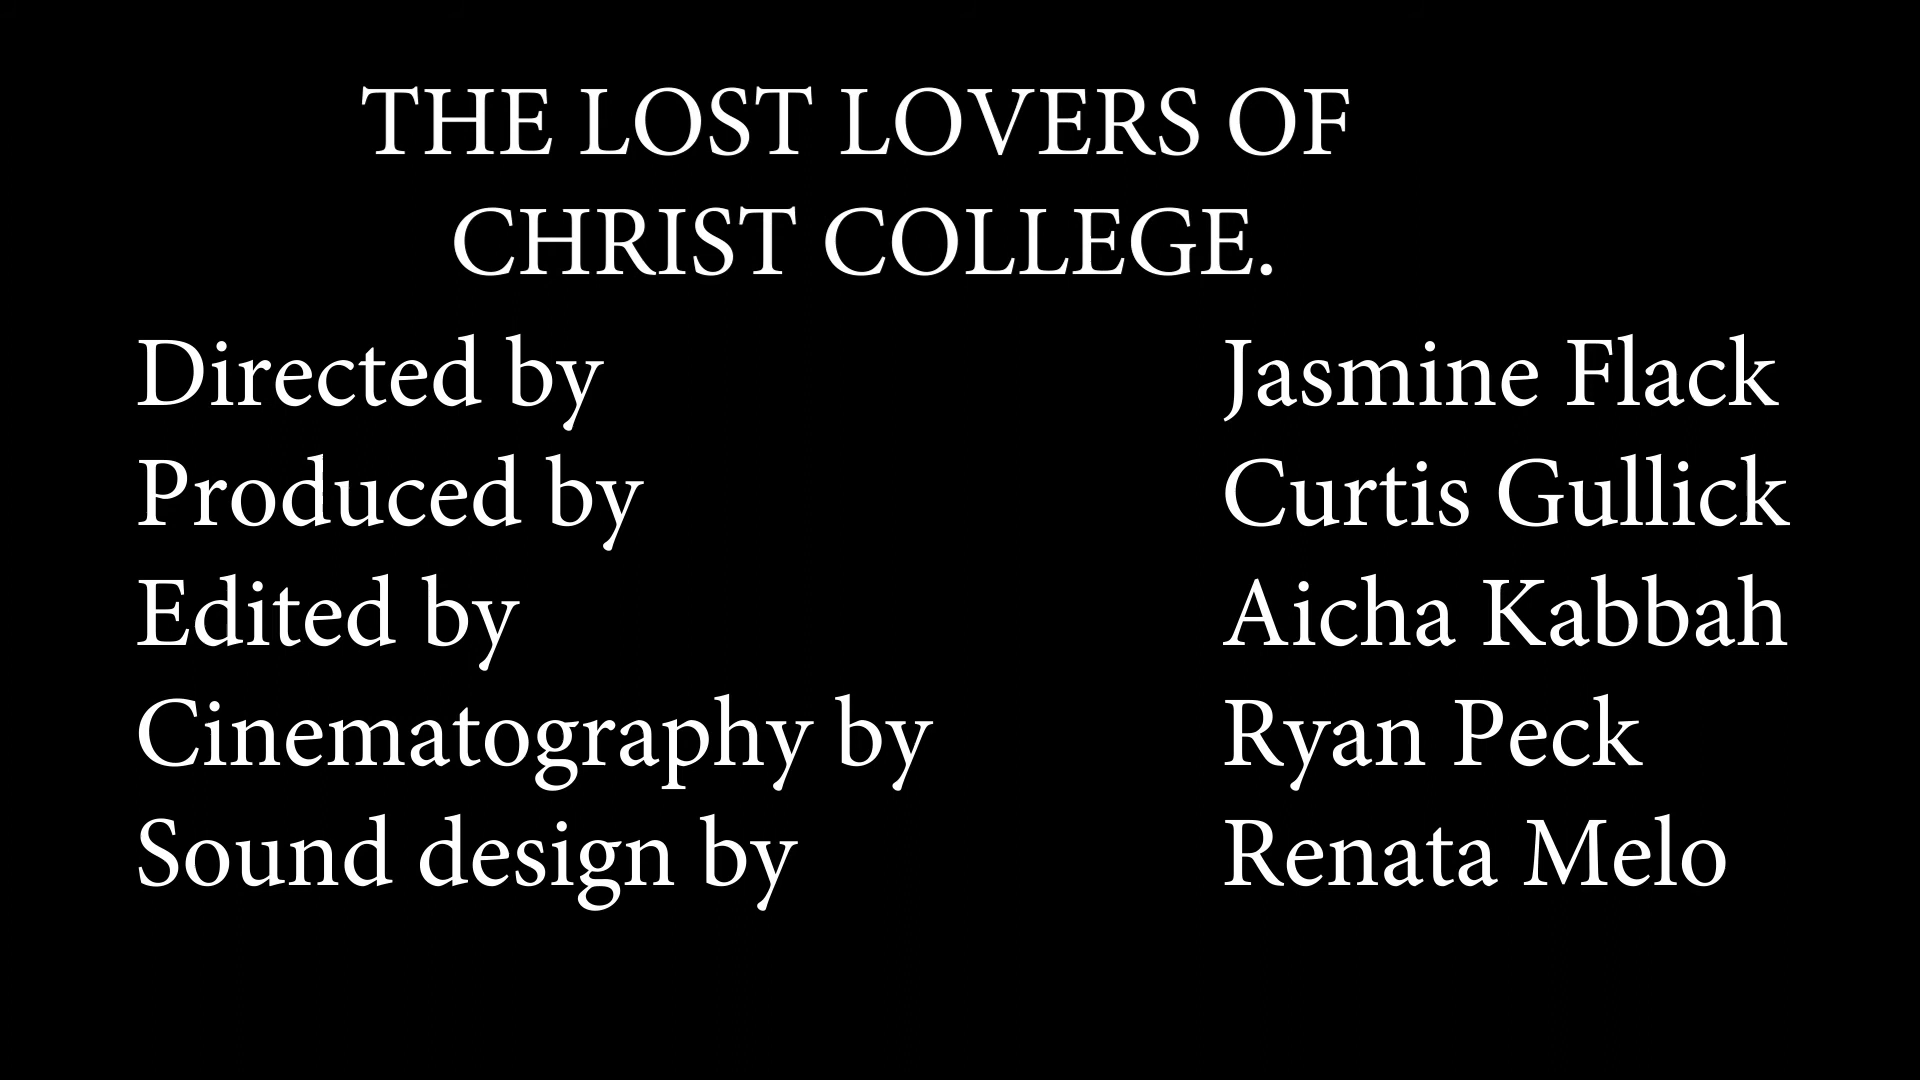 THE LOST LOVERS OF
CHRIST COLLEGE.
Directed by Jasmine Flack
Produced by Curtis Gullick
Edited by Aicha Kabbah
Cinematography by Ryan Peck
Sound design by Renata Melo